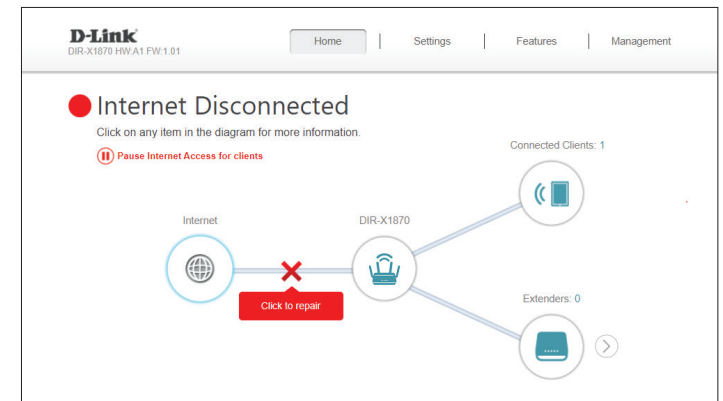 D-Link
DIR-X1870 HW:A1 FW:1.01
Home
Settings
Features
Management
Internet Disconnected
Click on any item in the diagram for more information.
Pause Internet Access for clients
Connected Clients: 1
Internet
DIR-X1870
Click to repair
Extenders: 0